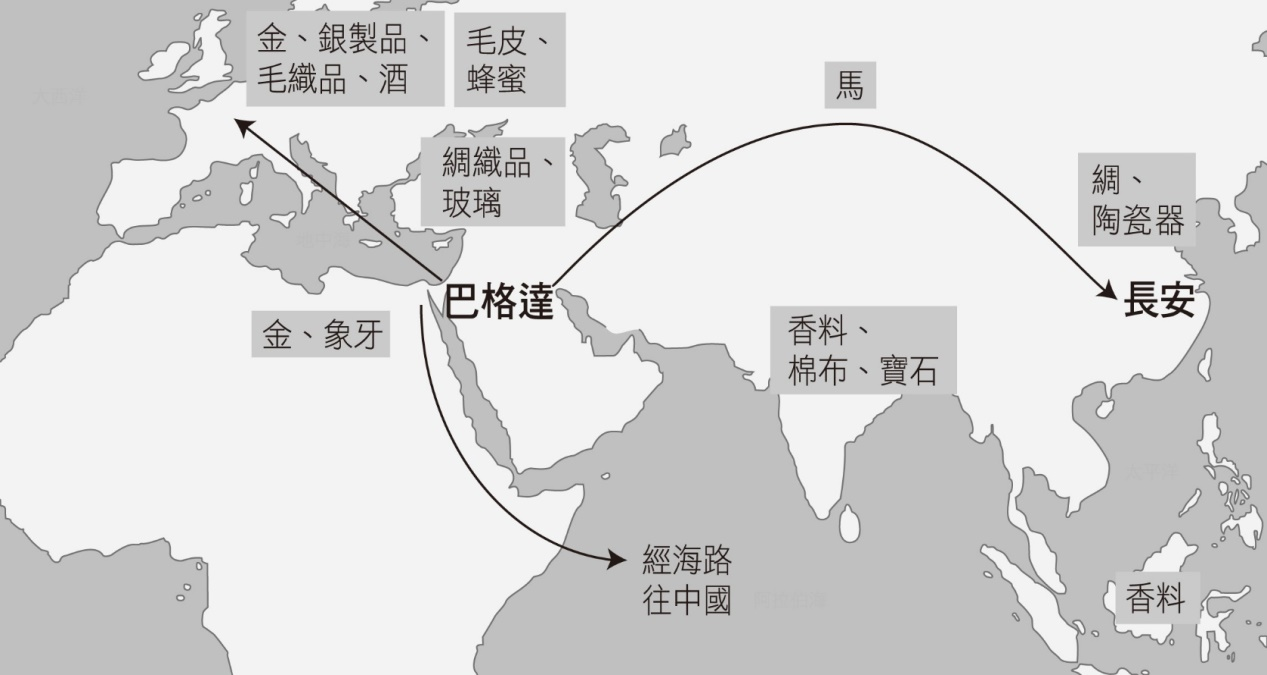 金、銀製品、
毛織品、酒
毛皮、
蜂蜜
馬
綢織品、
玻璃
綢、
陶瓷器
巴格達
長安
金、象牙
香料、
棉布、寶石
經海路
往中國
香料